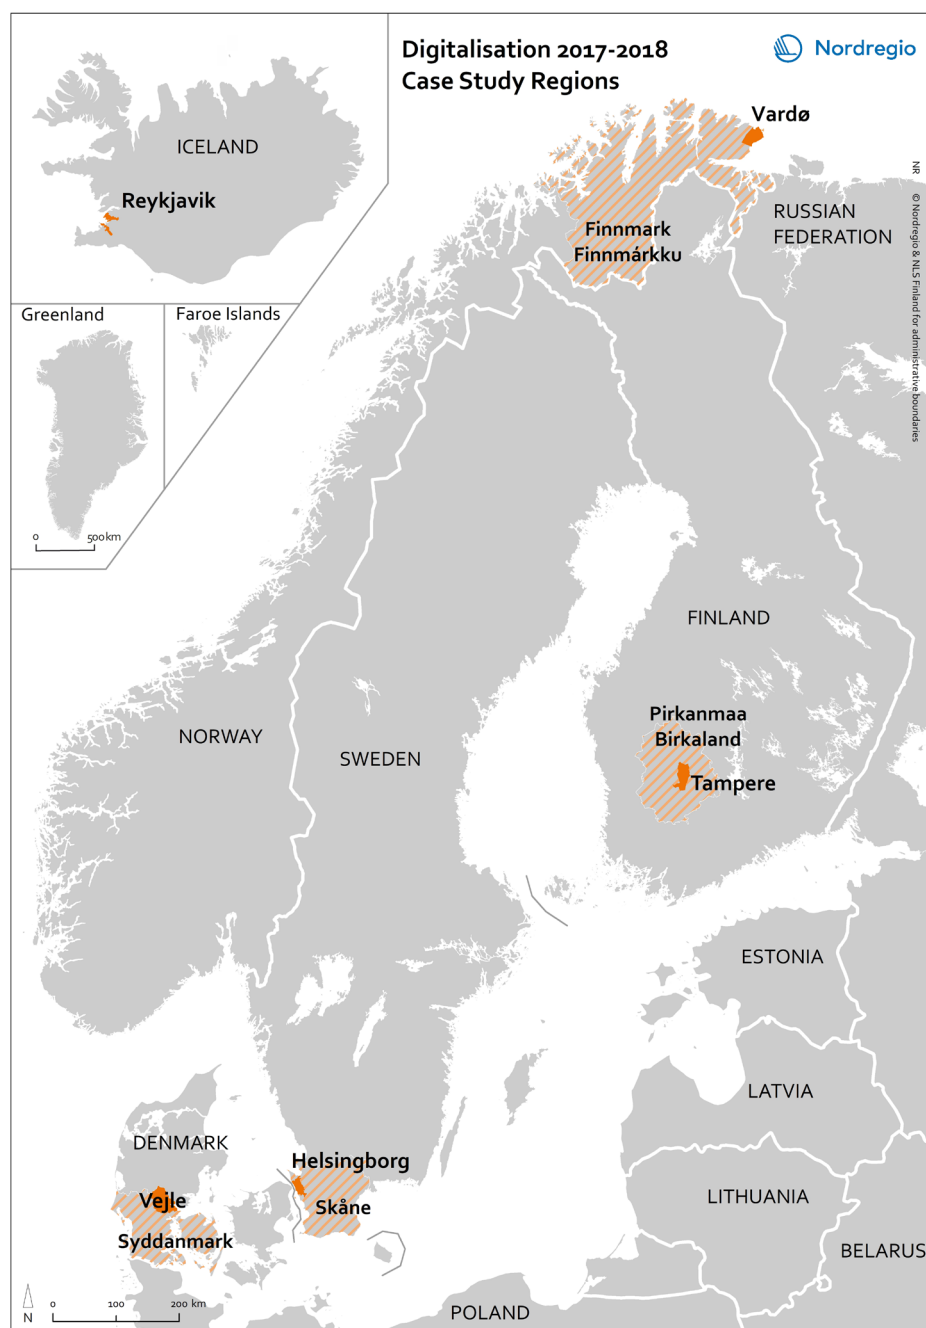 Digitalisation 2017-2018
Case Study Regions
Nordregio
ICELAND
Reykjavik
Vardø
Finnmark
Finnmárkku
RUSSIAN
FEDERATION
NR © Nordregio & NLS Finland for administrative boundaries
Greenland
Faroe Islands
0 500 km
FINLAND
Pirkanmaa
Birkaland
Tampere
NORWAY
SWEDEN
ESTONIA
LATVIA
DENMARK
Helsingborg
Skåne
Vejle
Syddanmark
LITHUANIA
BELARUS
POLAND
N
0 100 200 km